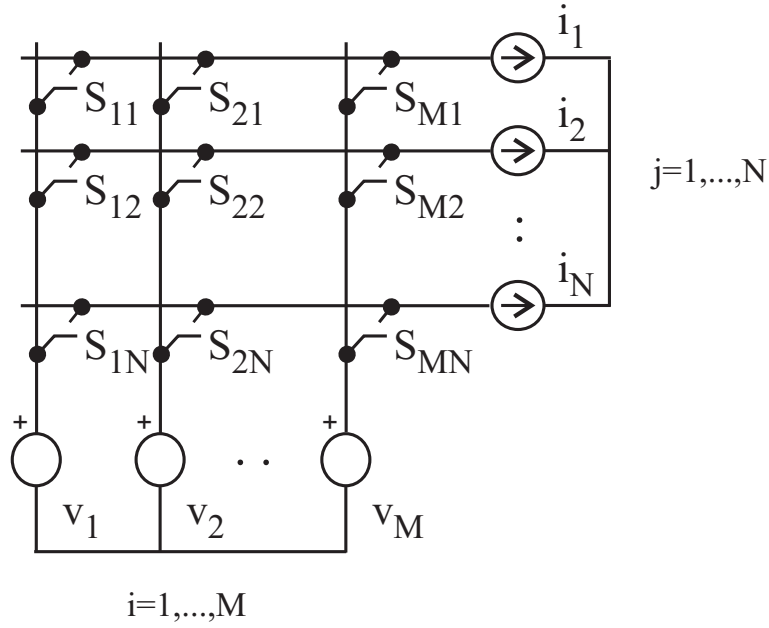 i1
S11 S21 SM1
i2
j=1,...,N
S12 S22 SM2
:
iN
S1N S2N SMN
+ + +
. .
v1 v2 vM
i=1,...,M